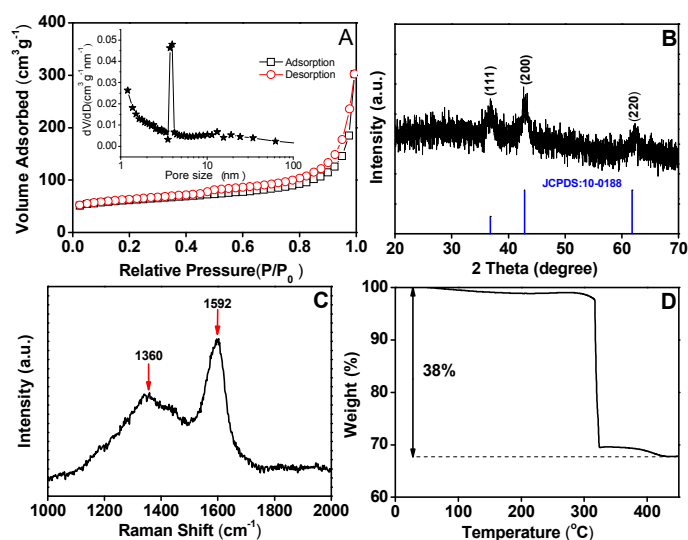 A
400
300
200
100
0
Volume Adsorbed (cm³g⁻¹)
0.0 0.2 0.4 0.6 0.8 1.0
Relative Pressure(P/P₀)
Adsorption
Desorption
0.05
0.04
0.03
0.02
0.01
0.00
dV/dD(cm³ g⁻¹ nm⁻¹)
1 10 100
Pore size (nm)
B
Intensity (a.u.)
(111)
(200)
(220)
JCPDS:10-0188
20 30 40 50 60 70
2 Theta (degree)
C
Intensity (a.u.)
1360
1592
1000 1200 1400 1600 1800 2000
Raman Shift (cm⁻¹)
D
100
90
80
70
60
Weight (%)
38%
0 100 200 300 400
Temperature (°C)